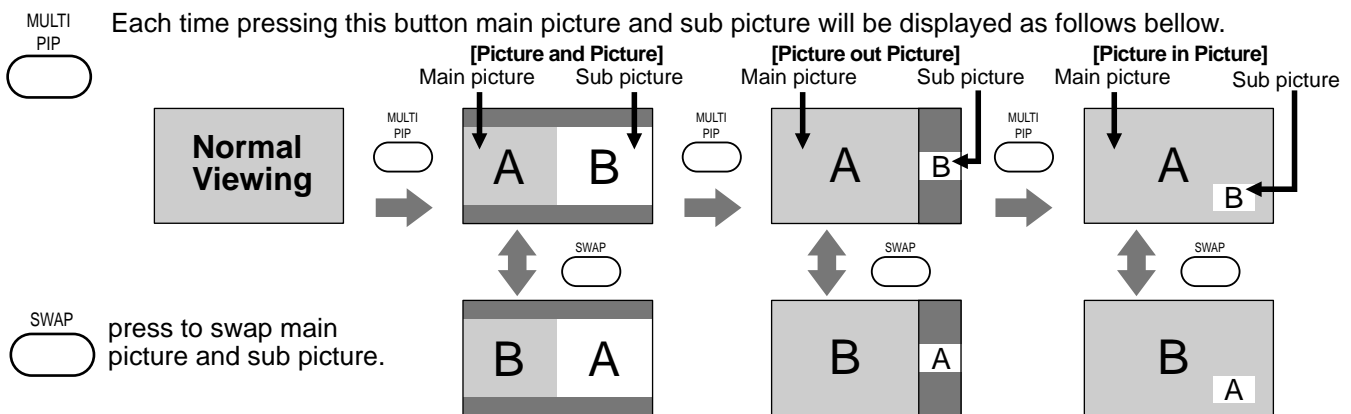 MULTI
PIP
Each time pressing this button main picture and sub picture will be displayed as follows bellow.
[Picture and Picture]
Main picture
Sub picture
[Picture out Picture]
Main picture
Sub picture
[Picture in Picture]
Main picture
Sub picture
Normal
Viewing
MULTI
PIP
A
B
MULTI
PIP
A
B
MULTI
PIP
A
B
SWAP
SWAP
SWAP
SWAP
press to swap main
picture and sub picture.
B
A
B
A
B
A